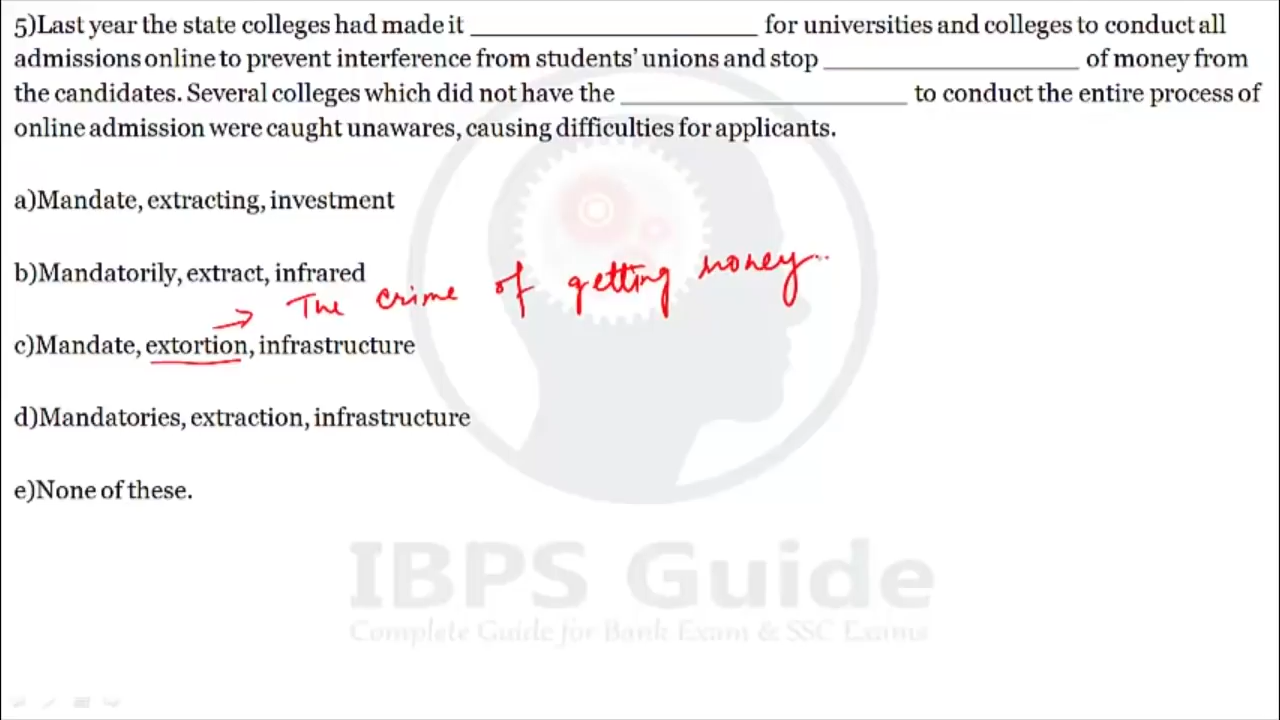 5)Last year the state colleges had made it ____________________ for universities and colleges to conduct all
admissions online to prevent interference from students’ unions and stop __________________ of money from
the candidates. Several colleges which did not have the ____________________ to conduct the entire process of
online admission were caught unawares, causing difficulties for applicants.
a)Mandate, extracting, investment
b)Mandatorily, extract, infrared
→ The crime of getting money..
c)Mandate, extortion, infrastructure
d)Mandatories, extraction, infrastructure
e)None of these.
IBPS Guide
Complete Guide for Bank Exam & SSC Exams